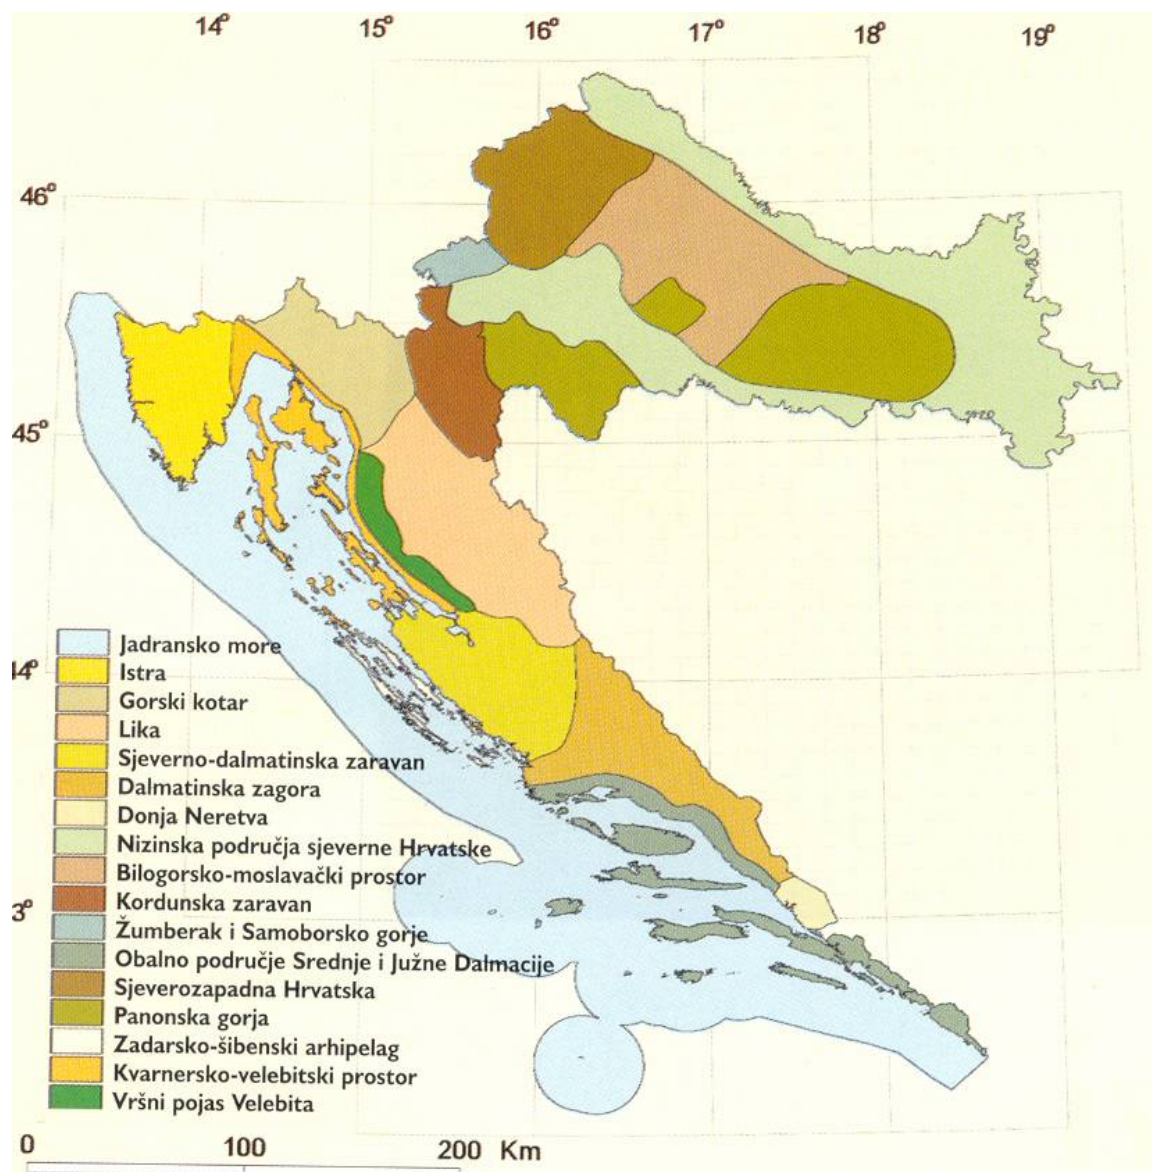 14° 15° 16° 17° 18° 19°
46°
45°
4°
3°
Jadransko more
Istra
Gorski kotar
Lika
Sjeverno-dalmatinska zaravan
Dalmatinska zagora
Donja Neretva
Nizinska područja sjeverne Hrvatske
Bilogorsko-moslavački prostor
Kordunska zaravan
Žumberak i Samoborsko gorje
Obalno područje Srednje i Južne Dalmacije
Sjeverozapadna Hrvatska
Panonska gorja
Zadarsko-šibenski arhipelag
Kvarnersko-velebitski prostor
Vršni pojas Velebita
0 100 200 Km